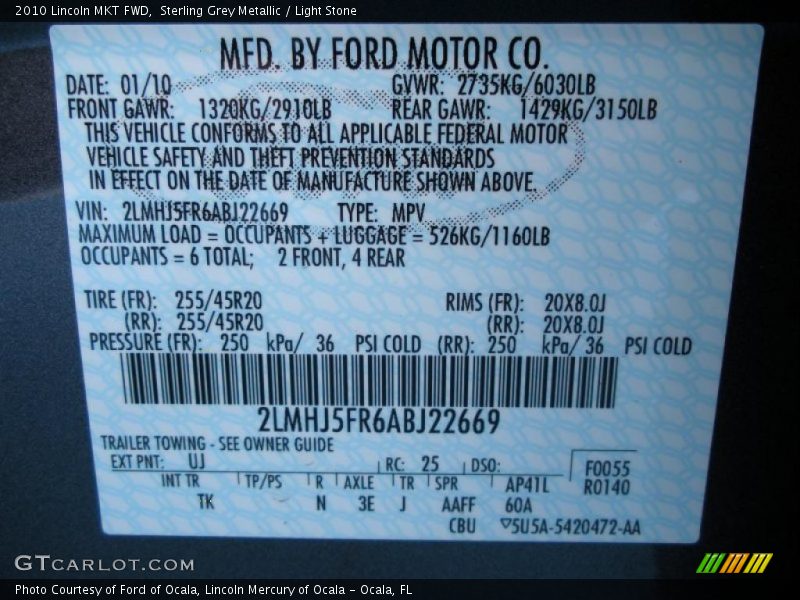 2010 Lincoln MKT FWD,  Sterling Grey Metallic / Light Stone
MFD. BY FORD MOTOR CO.
DATE: 01/10 GVWR: 2735KG/6030LB
FRONT GAWR: 1320KG/2910LB REAR GAWR: 1429KG/3150LB
THIS VEHICLE CONFORMS TO ALL APPLICABLE FEDERAL MOTOR
VEHICLE SAFETY AND THEFT PREVENTION STANDARDS
IN EFFECT ON THE DATE OF MANUFACTURE SHOWN ABOVE.
VIN: 2LMHJ5FR6ABJ22669 TYPE: MPV
MAXIMUM LOAD = OCCUPANTS + LUGGAGE = 526KG/1160LB
OCCUPANTS = 6 TOTAL; 2 FRONT, 4 REAR
TIRE (FR): 255/45R20 RIMS (FR): 20X8.0J
(RR): 255/45R20 (RR): 20X8.0J
PRESSURE (FR): 250 kPa/ 36 PSI COLD (RR): 250 kPa/ 36 PSI COLD
2LMHJ5FR6ABJ22669
TRAILER TOWING - SEE OWNER GUIDE
EXT PNT: UJ RC: 25 DSO: F0055
INT TR TP/PS R AXLE TR SPR AP41L R0140
TK N 3E J AAFF 60A
CBU ▽5U5A-5420472-AA
GTCARLOT.COM
Photo Courtesy of Ford of Ocala, Lincoln Mercury of Ocala - Ocala, FL